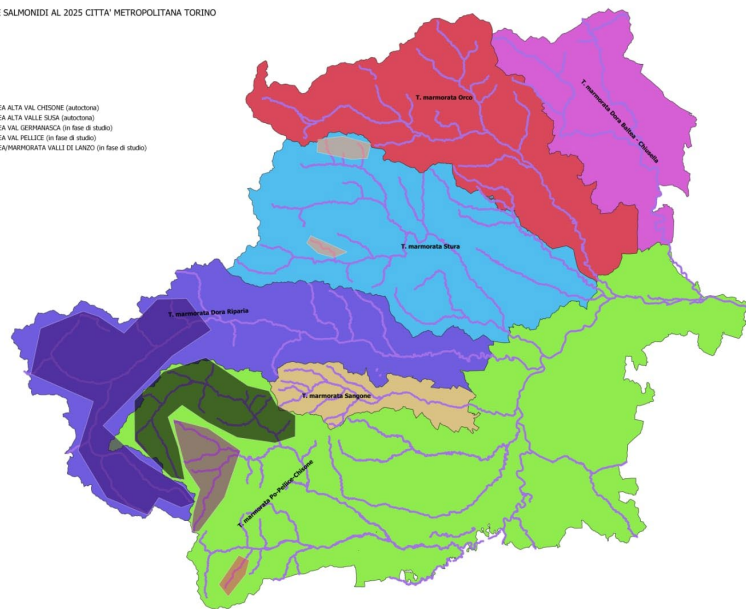 E SALMONIDI AL 2025 CITTA' METROPOLITANA TORINO
EA ALTA VAL CHISONE (autoctona)
EA ALTA VALLE SUSA (autoctona)
EA VAL GERMANASCA (in fase di studio)
EA VAL PELLICE (in fase di studio)
EA/MARMORATA VALLI DI LANZO (in fase di studio)
T. marmorata Orco
T. marmorata Dora Baltea - Chiusella
T. marmorata Stura
T. marmorata Dora Riparia
T. marmorata Sangone
T. marmorata Po-Pellice-Chisone